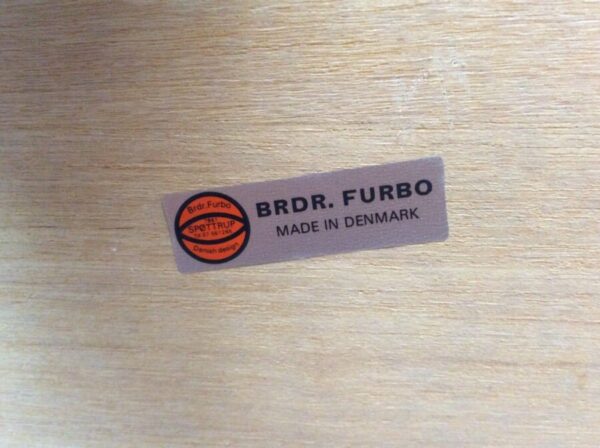 BRDR. FURBO
MADE IN DENMARK
Brdr. Furbo
SPØTTRUP
Danish design